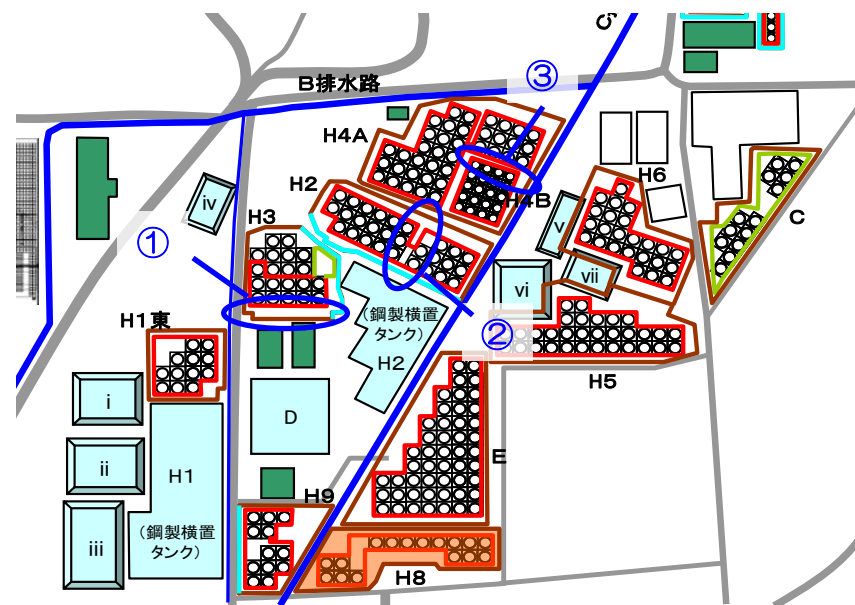 C
③
B排水路
H4A
H6
H2
iv
H4B
H3
C
①
v
vii
vi
(鋼製横置
タンク)
H2
②
H1東
H5
i
D
E
ii
H1
H9
(鋼製横置
タンク)
iii
H8